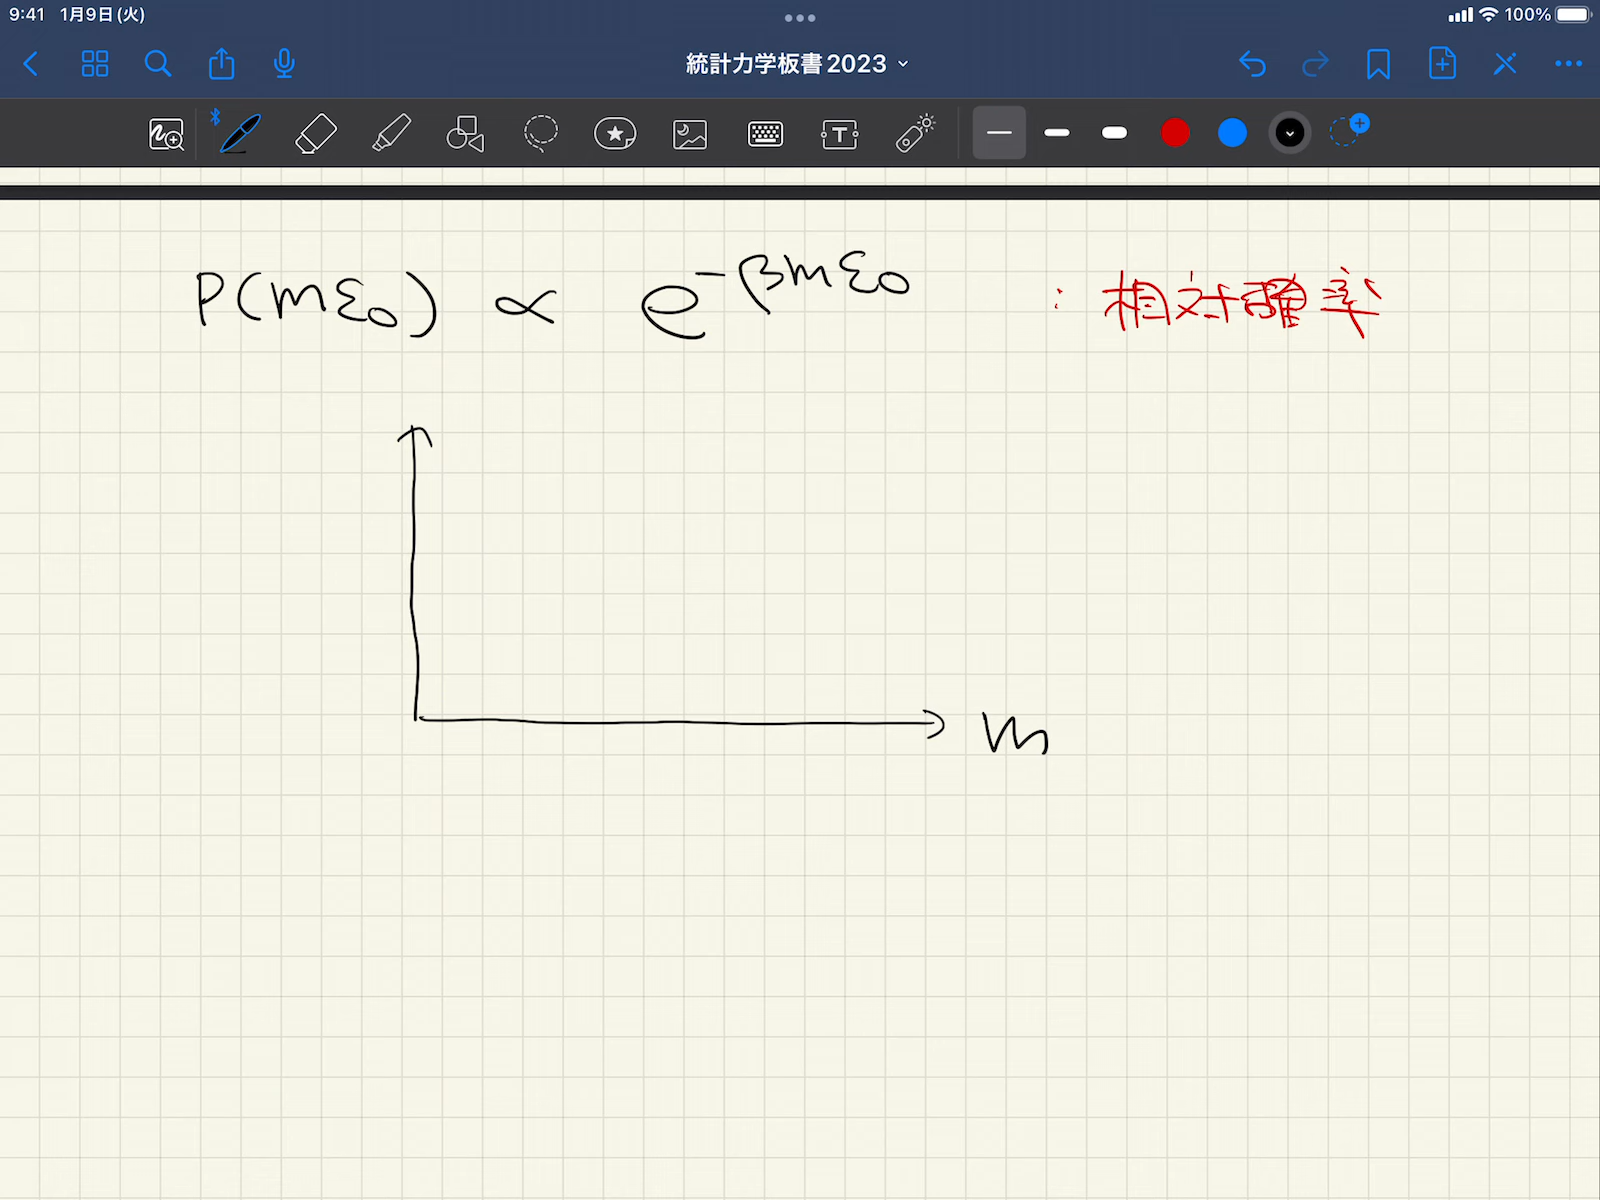 9:41 1月9日(火) 100%
統計力学板書2023
T
P(mε₀) ∝ e^{-βmε₀} : 相対確率
m